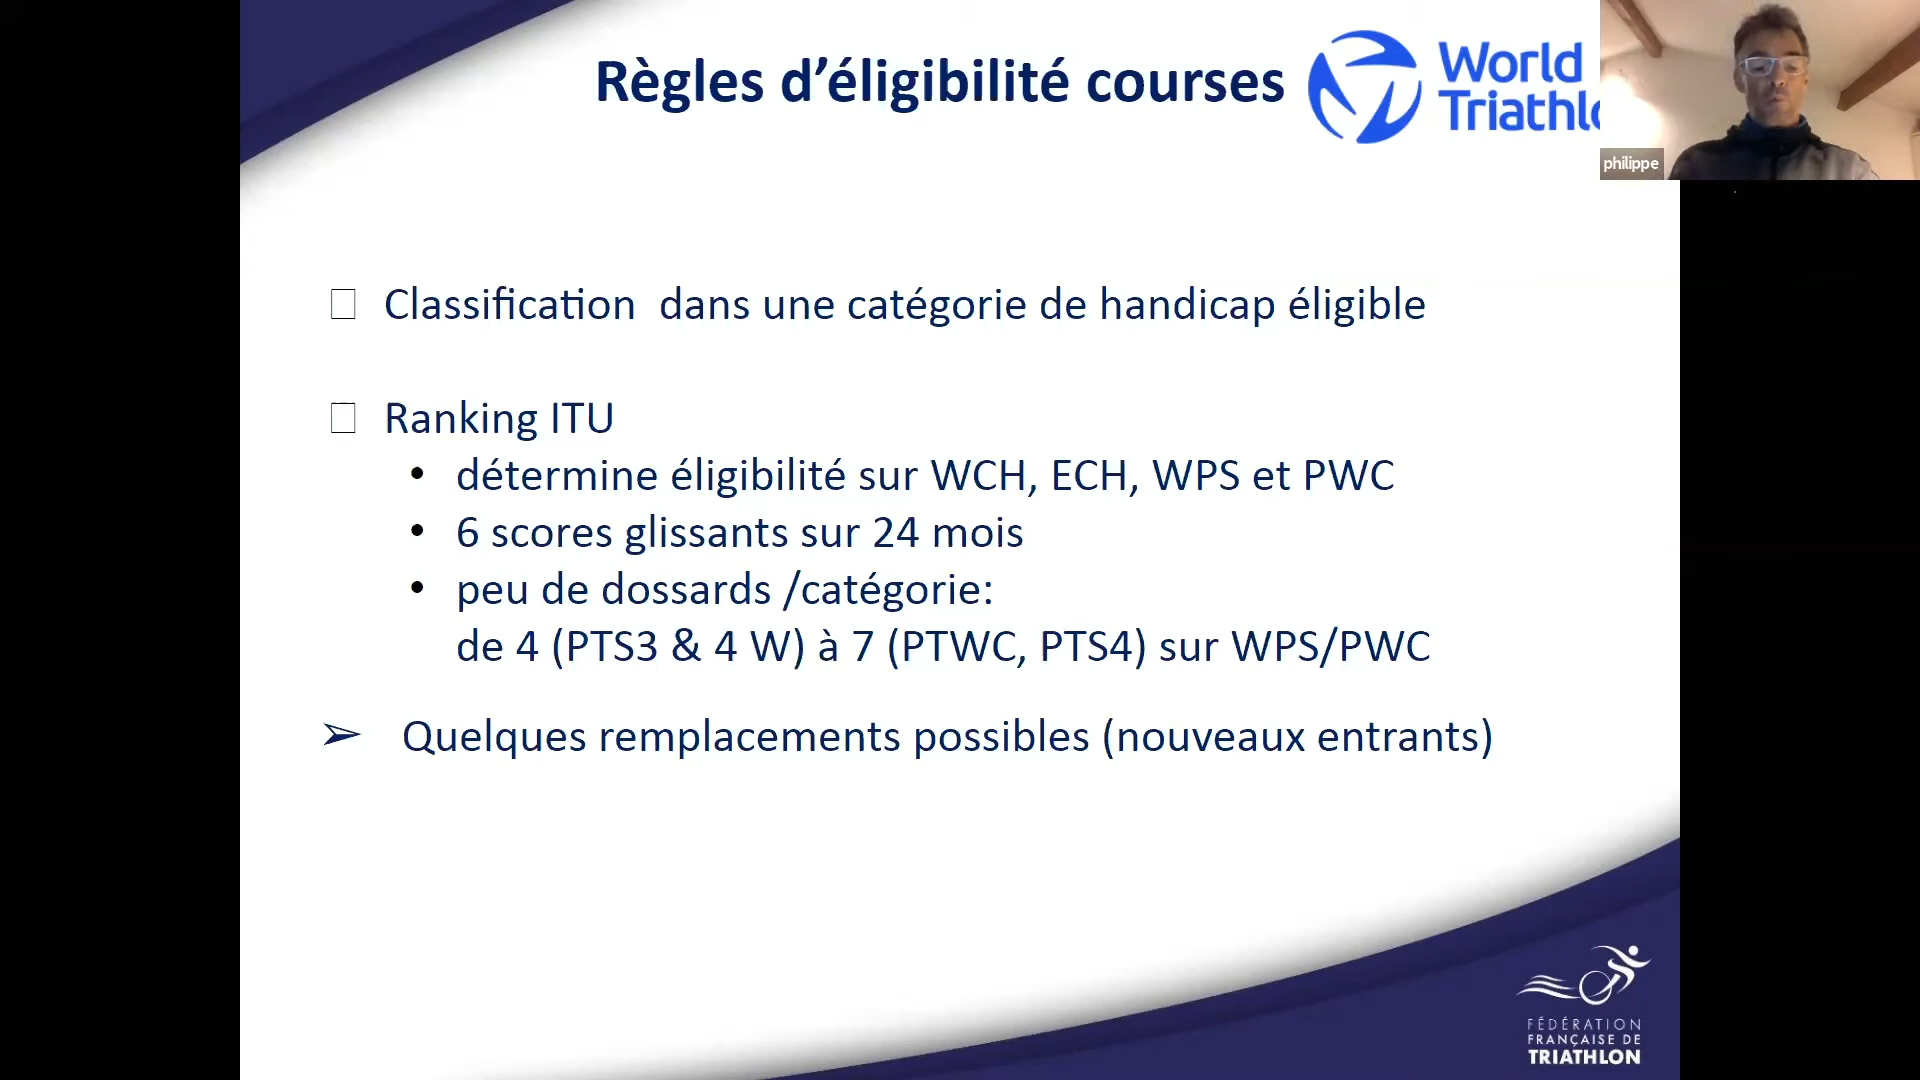 Règles d’éligibilité courses
World
Triathlo
philippe
Classification dans une catégorie de handicap éligible
Ranking ITU
• détermine éligibilité sur WCH, ECH, WPS et PWC
• 6 scores glissants sur 24 mois
• peu de dossards /catégorie:
de 4 (PTS3 & 4 W) à 7 (PTWC, PTS4) sur WPS/PWC
➢ Quelques remplacements possibles (nouveaux entrants)
FÉDÉRATION
FRANÇAISE DE
TRIATHLON